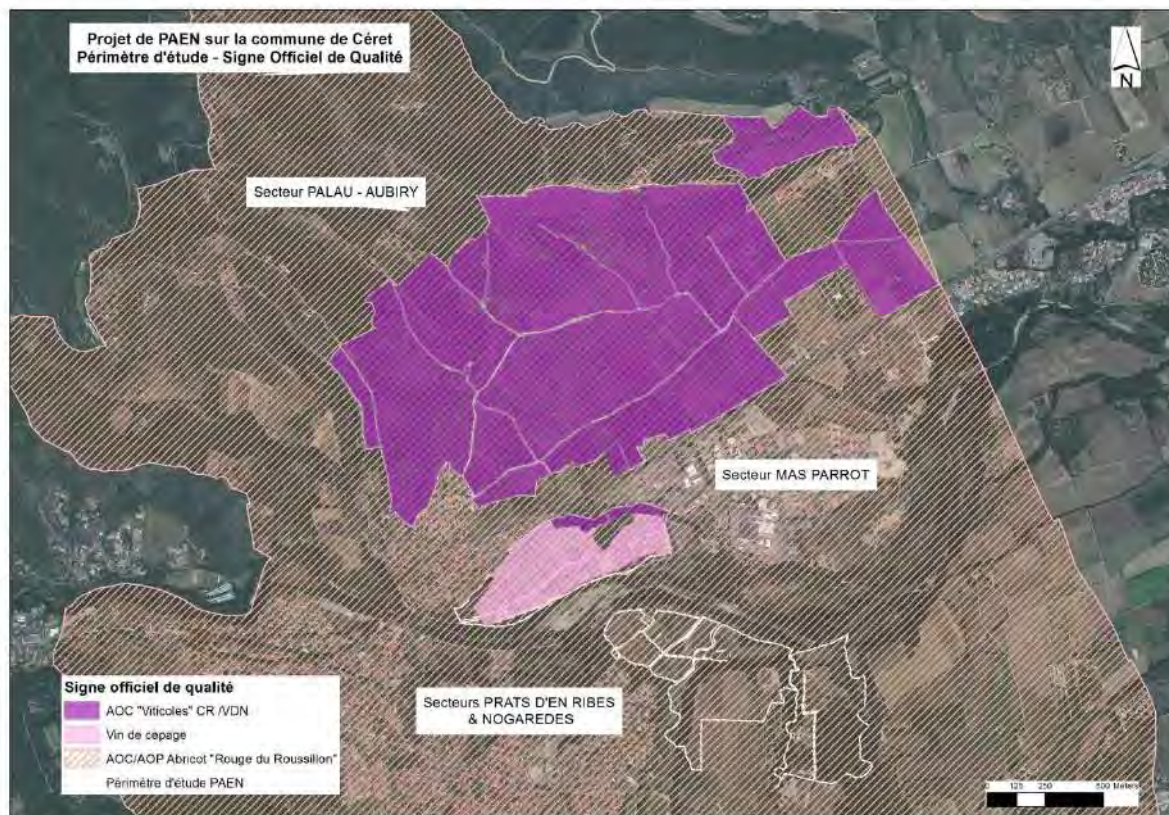 Projet de PAEN sur la commune de Céret
Périmètre d'étude - Signe Officiel de Qualité
N
Secteur PALAU - AUBIRY
Secteur MAS PARROT
Secteurs PRATS D'EN RIBES
& NOGAREDES
Signe officiel de qualité
AOC "Viticoles" CR /VDN
Vin de cépage
AOC/AOP Abricot "Rouge du Roussillon"
Périmètre d'étude PAEN
0 125 250 500 Meters